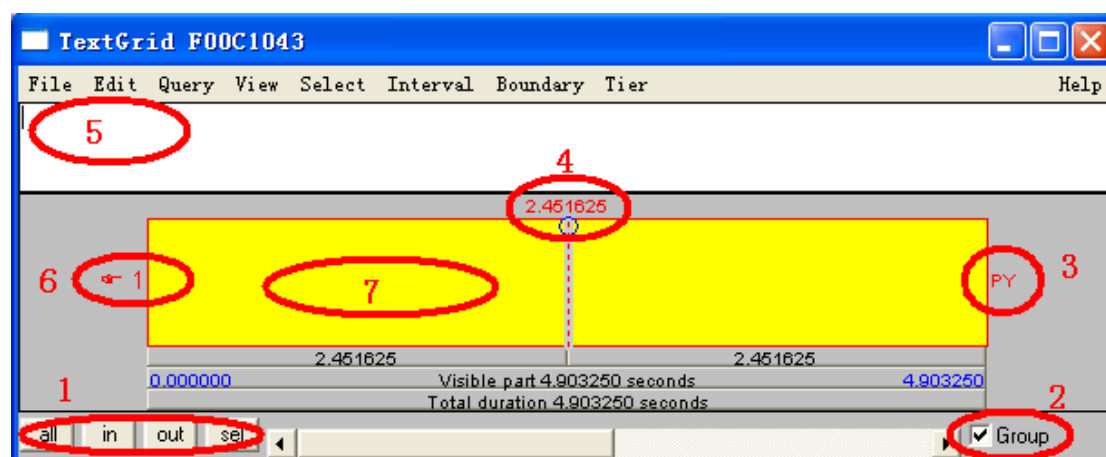 TextGrid F00C1043
File Edit Query View Select Interval Boundary Tier Help
5
4
2.451625
6 ☞ 1 7 PY 3
2.451625 2.451625
0.000000 Visible part 4.903250 seconds 4.903250
1 Total duration 4.903250 seconds 2
all in out sel Group